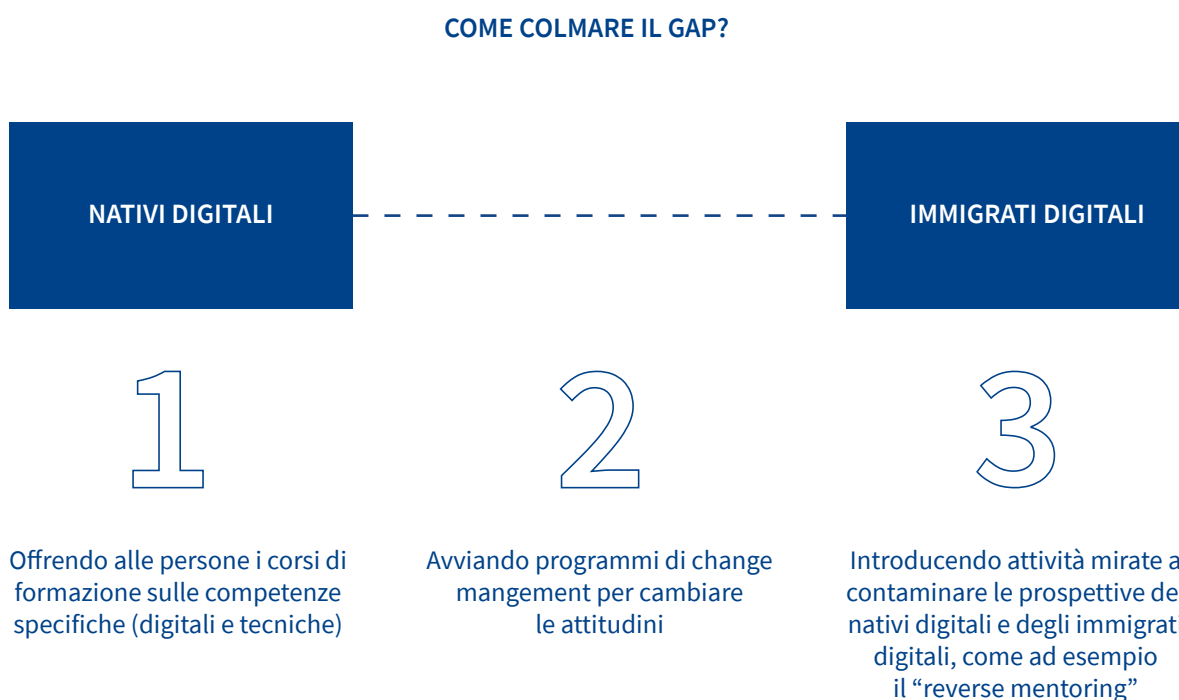 COME COLMARE IL GAP?
NATIVI DIGITALI
IMMIGRATI DIGITALI
1
2
3
Offrendo alle persone i corsi di
formazione sulle competenze
specifiche (digitali e tecniche)
Avviando programmi di change
mangement per cambiare
le attitudini
Introducendo attività mirate a
contaminare le prospettive de
nativi digitali e degli immigrati
digitali, come ad esempio
il “reverse mentoring”